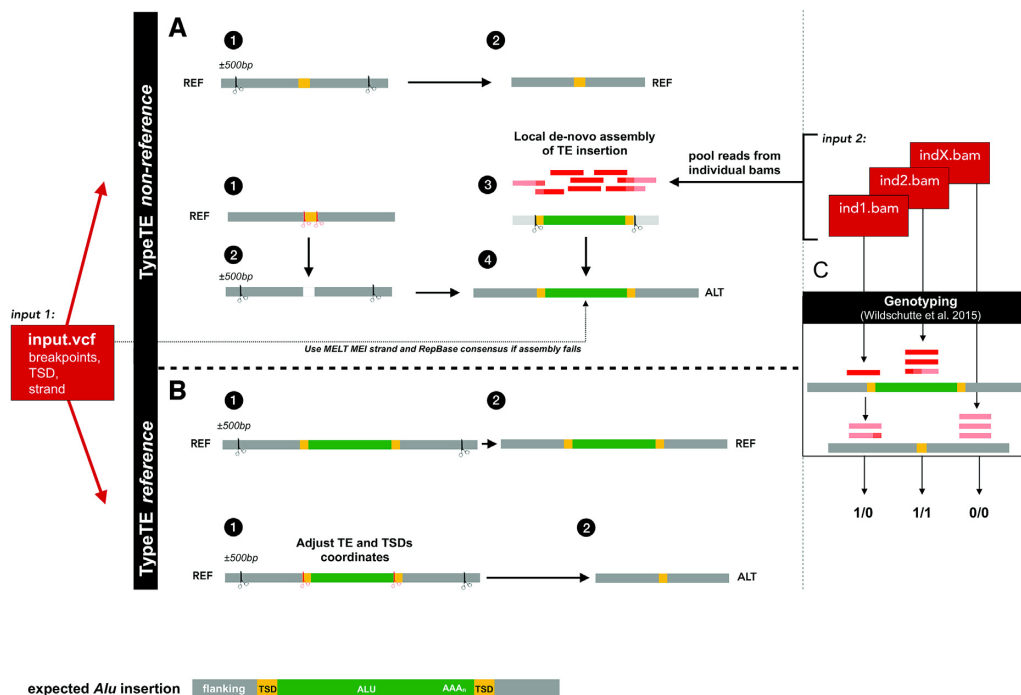 A
TypeTE non-reference
1
±500bp
REF
2
REF
Local de-novo assembly
of TE insertion
3
pool reads from
individual bams
input 2:
indX.bam
ind2.bam
ind1.bam
1
REF
2
±500bp
4
ALT
input 1:
input.vcf
breakpoints,
TSD,
strand
Use MELT MEI strand and RepBase consensus if assembly fails
C
Genotyping
(Wildschutte et al. 2015)
1/0
1/1
0/0
B
TypeTE reference
1
±500bp
REF
2
REF
1
±500bp
Adjust TE and TSDs
coordinates
REF
2
ALT
expected Alu insertion
flanking
TSD
ALU
AAAn
TSD